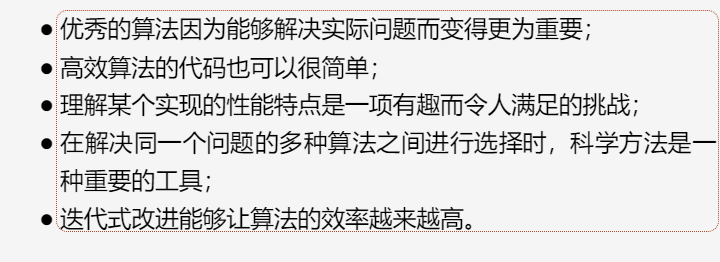 ● 优秀的算法因为能够解决实际问题而变得更为重要；
● 高效算法的代码也可以很简单；
● 理解某个实现的性能特点是一项有趣而令人满足的挑战；
● 在解决同一个问题的多种算法之间进行选择时，科学方法是一
种重要的工具；
● 迭代式改进能够让算法的效率越来越高。